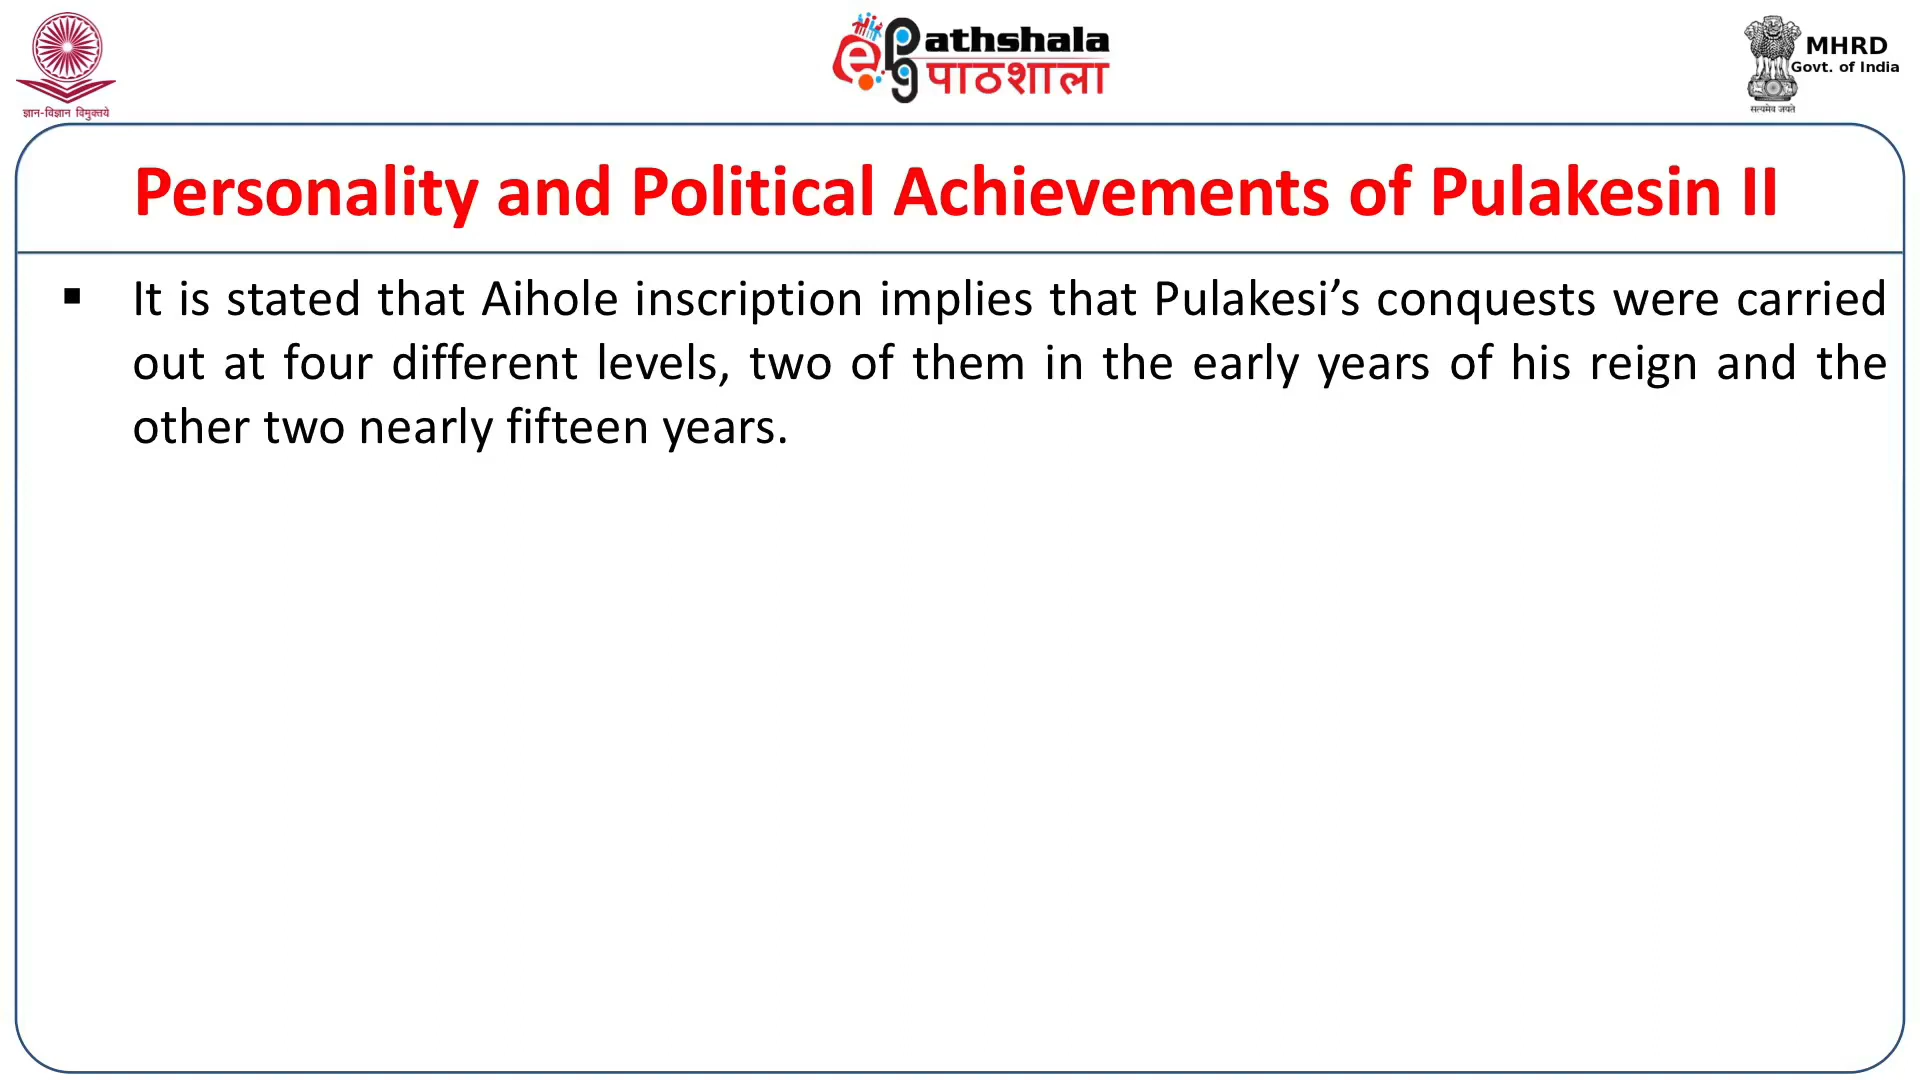 ज्ञान-विज्ञान विमुक्तये
e
pg
athshala
पाठशाला
MHRD
Govt. of India
सत्यमेव जयते
Personality and Political Achievements of Pulakesin II
▪ It is stated that Aihole inscription implies that Pulakesi’s conquests were carried
out at four different levels, two of them in the early years of his reign and the
other two nearly fifteen years.